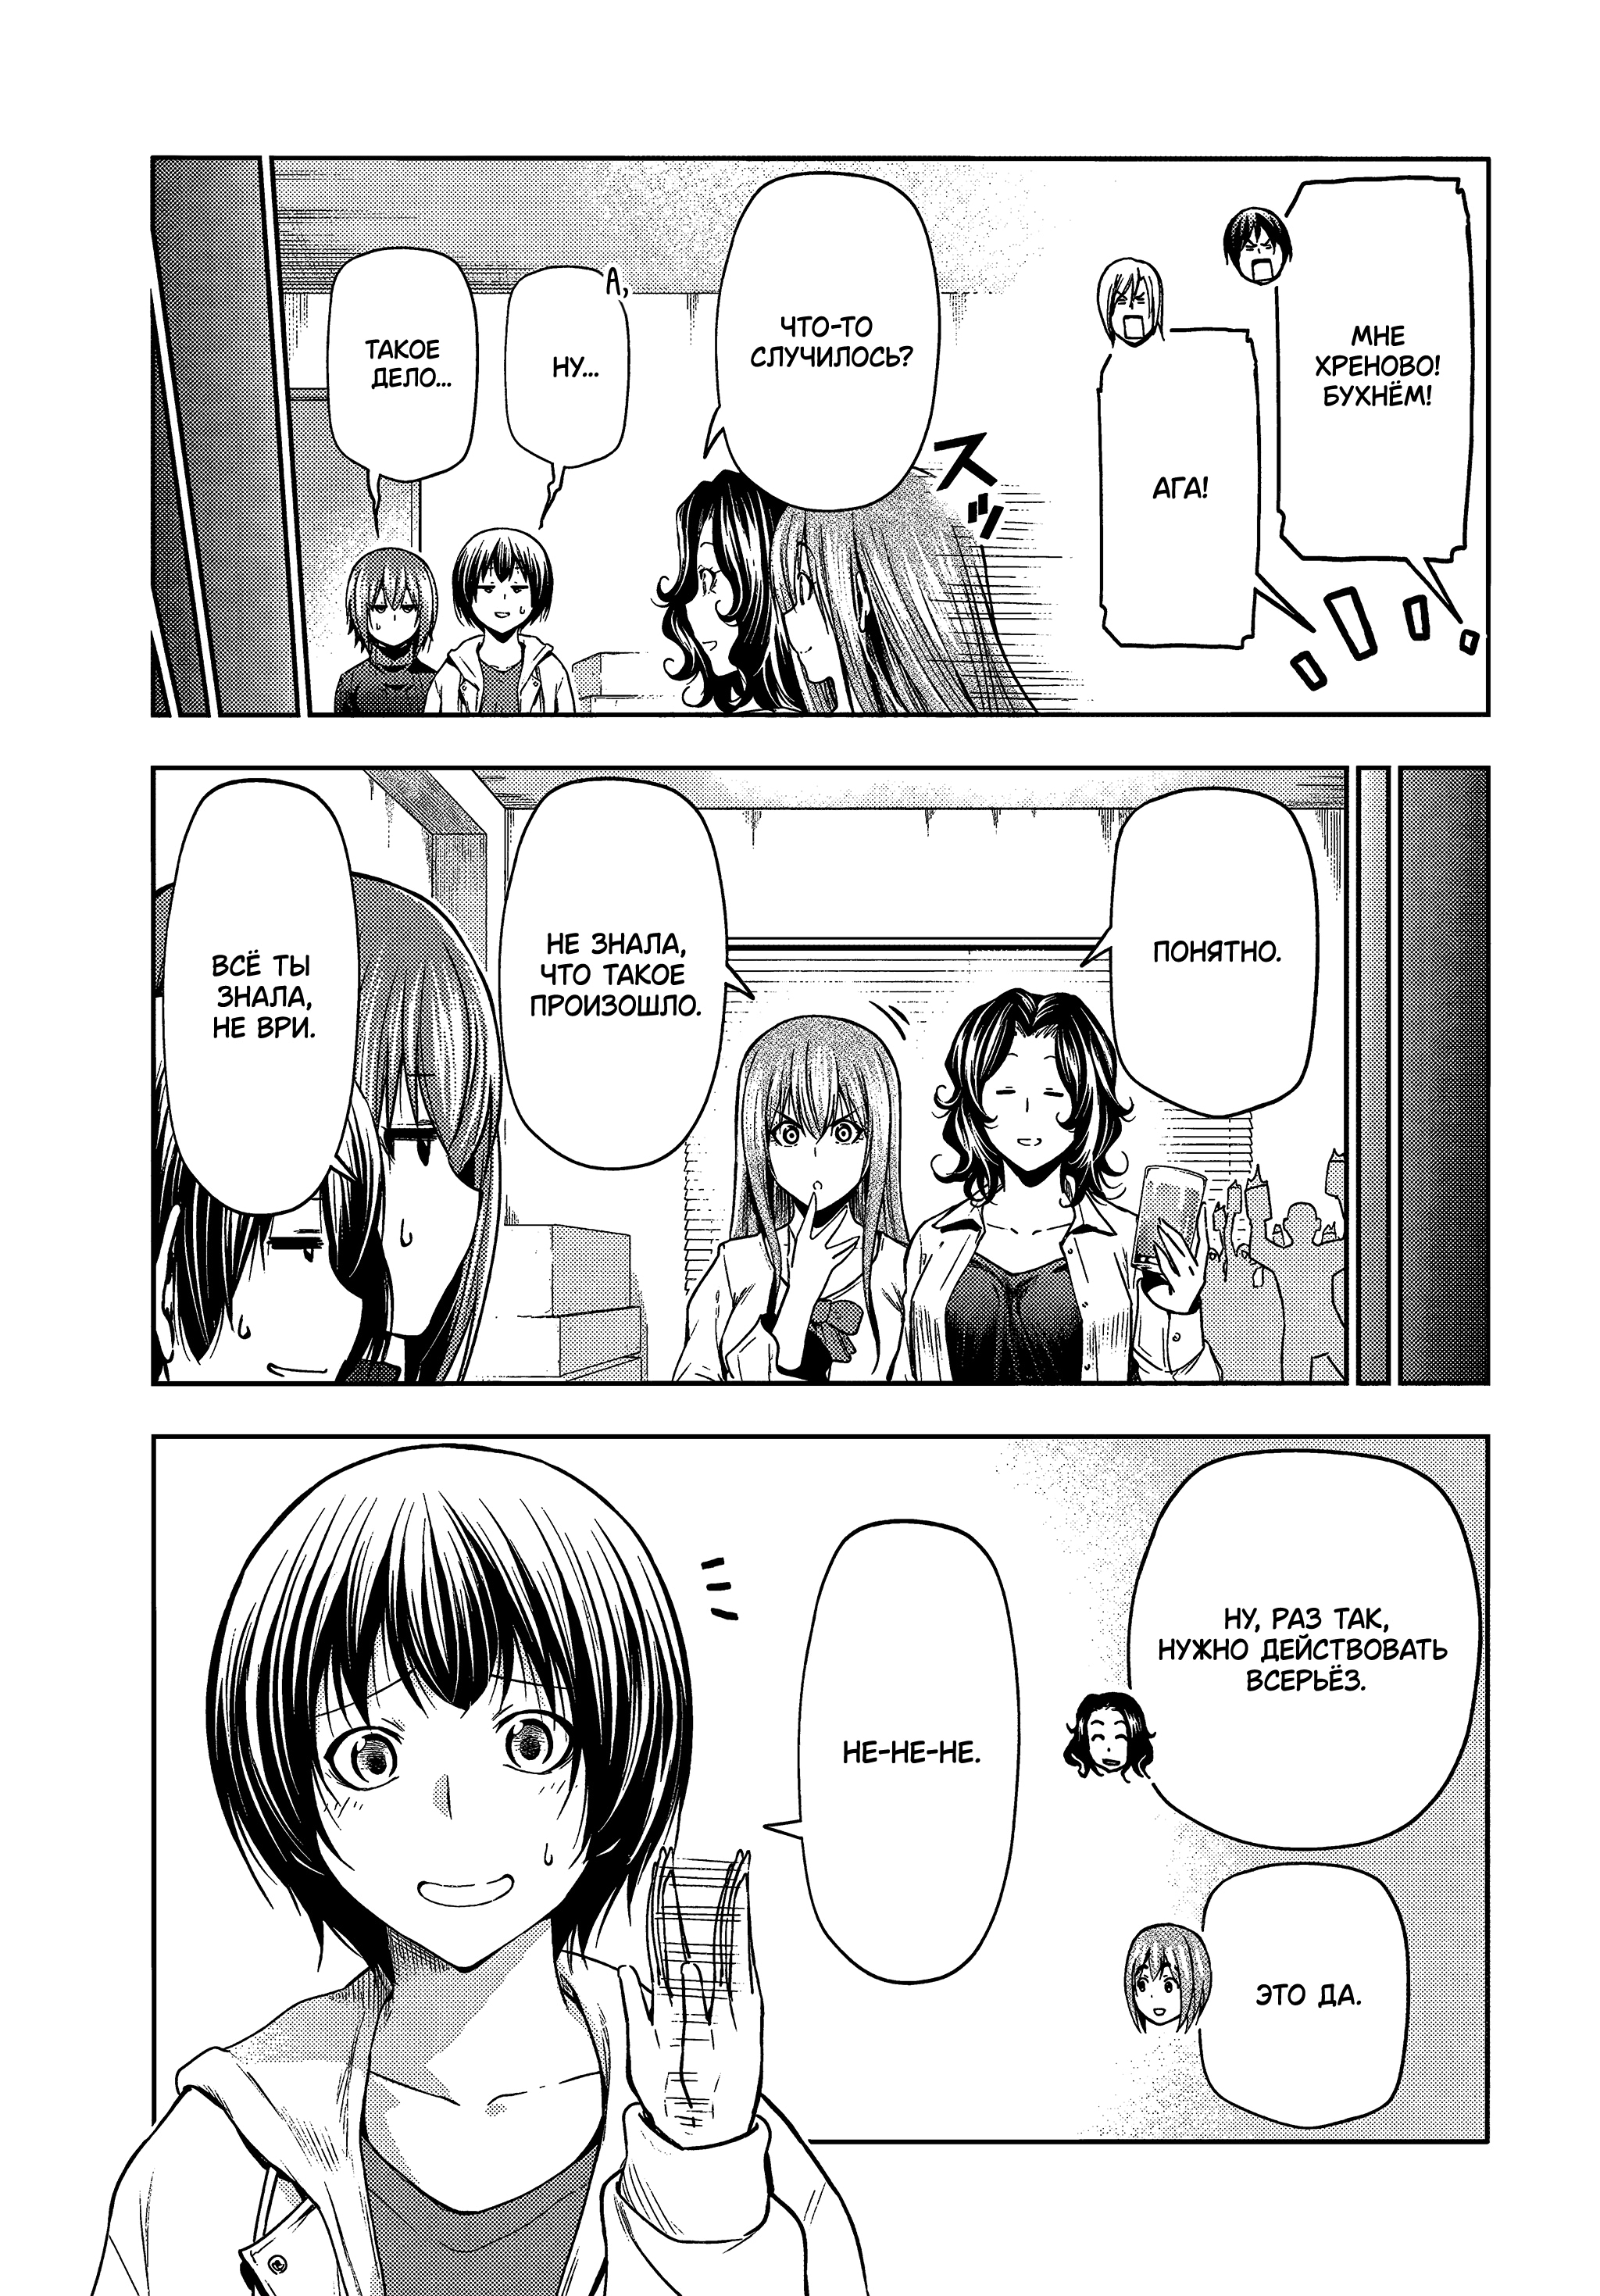 МНЕ
ХРЕНОВО!
БУХНЁМ!
АГА!
スッ
ЧТО-ТО
СЛУЧИЛОСЬ?
А,
НУ...
ТАКОЕ
ДЕЛО...
ПОНЯТНО.
НЕ ЗНАЛА,
ЧТО ТАКОЕ
ПРОИЗОШЛО.
ВСЁ ТЫ
ЗНАЛА,
НЕ ВРИ.
НУ, РАЗ ТАК,
НУЖНО ДЕЙСТВОВАТЬ
ВСЕРЬЁЗ.
ЭТО ДА.
НЕ-НЕ-НЕ.